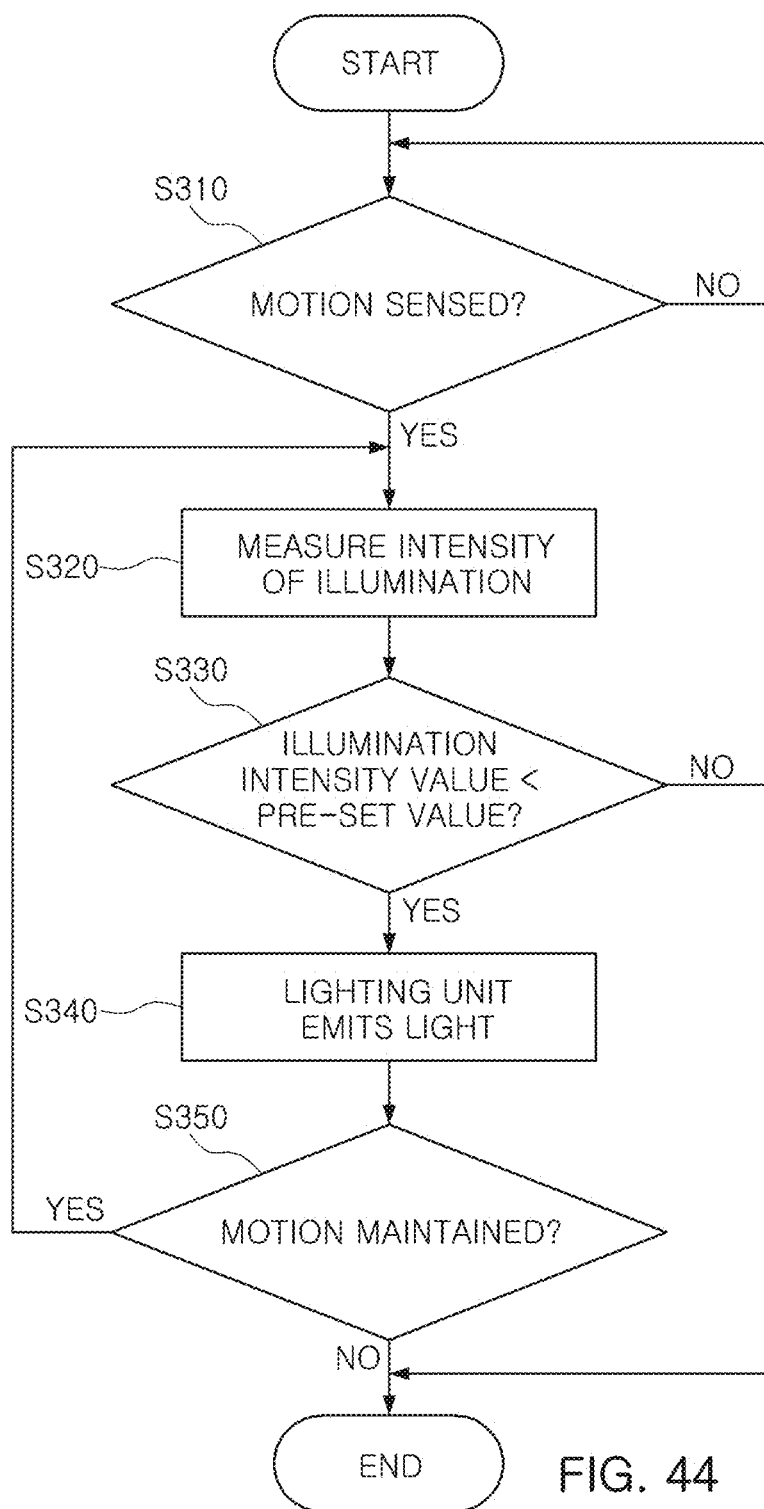 START
S310
MOTION SENSED?
NO
YES
S320
MEASURE INTENSITY
OF ILLUMINATION
S330
ILLUMINATION
INTENSITY VALUE <
PRE-SET VALUE?
NO
YES
S340
LIGHTING UNIT
EMITS LIGHT
S350
YES
MOTION MAINTAINED?
NO
END
FIG. 44